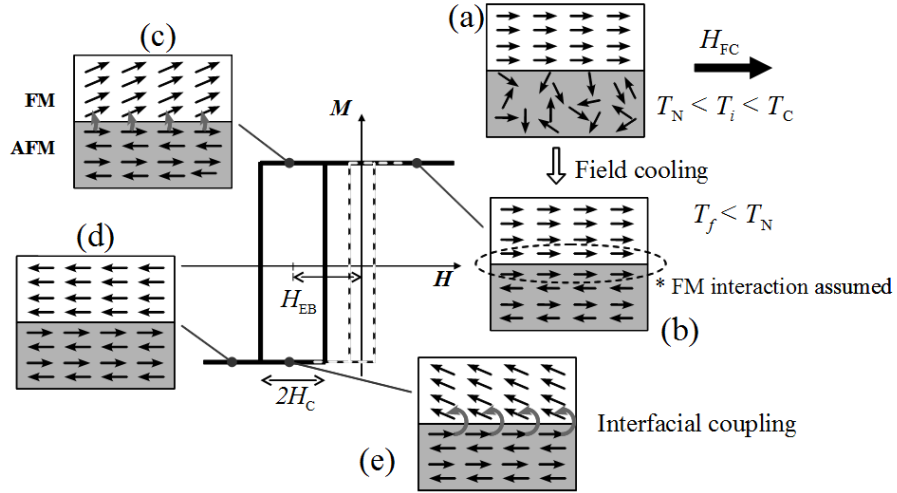 (a)
H_FC
T_N < T_i < T_C
Field cooling
(c)
FM
AFM
M
T_f < T_N
* FM interaction assumed
(b)
(d)
H
H_EB
2H_C
Interfacial coupling
(e)